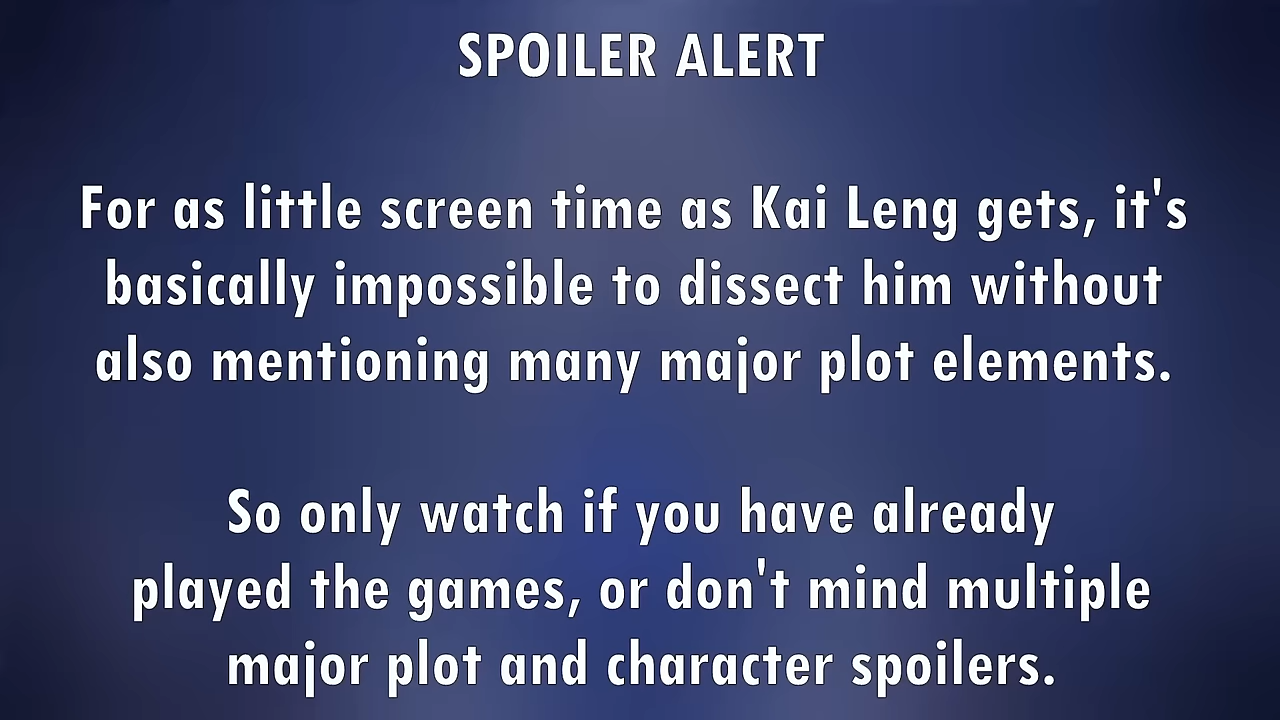 SPOILER ALERT
For as little screen time as Kai Leng gets, it's
basically impossible to dissect him without
also mentioning many major plot elements.
So only watch if you have already
played the games, or don't mind multiple
major plot and character spoilers.